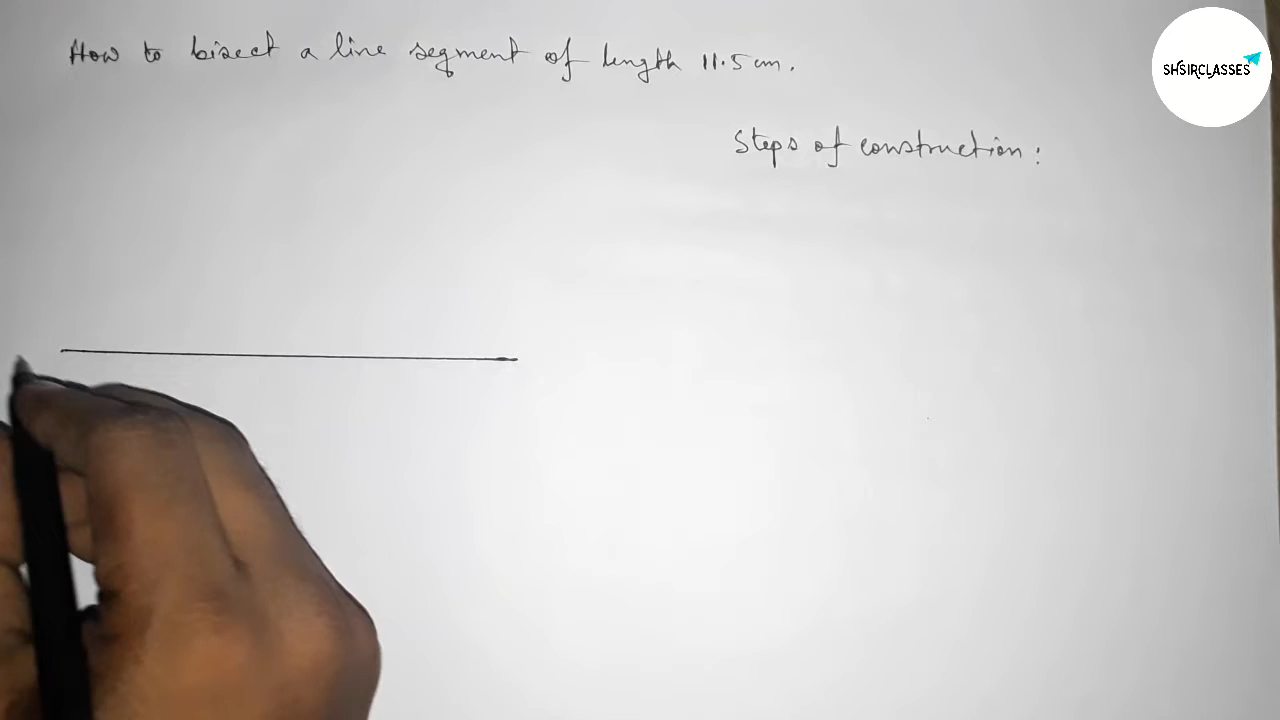 How to bisect a line segment of length 11.5 cm.
SHSIRCLASSES
Steps of construction: